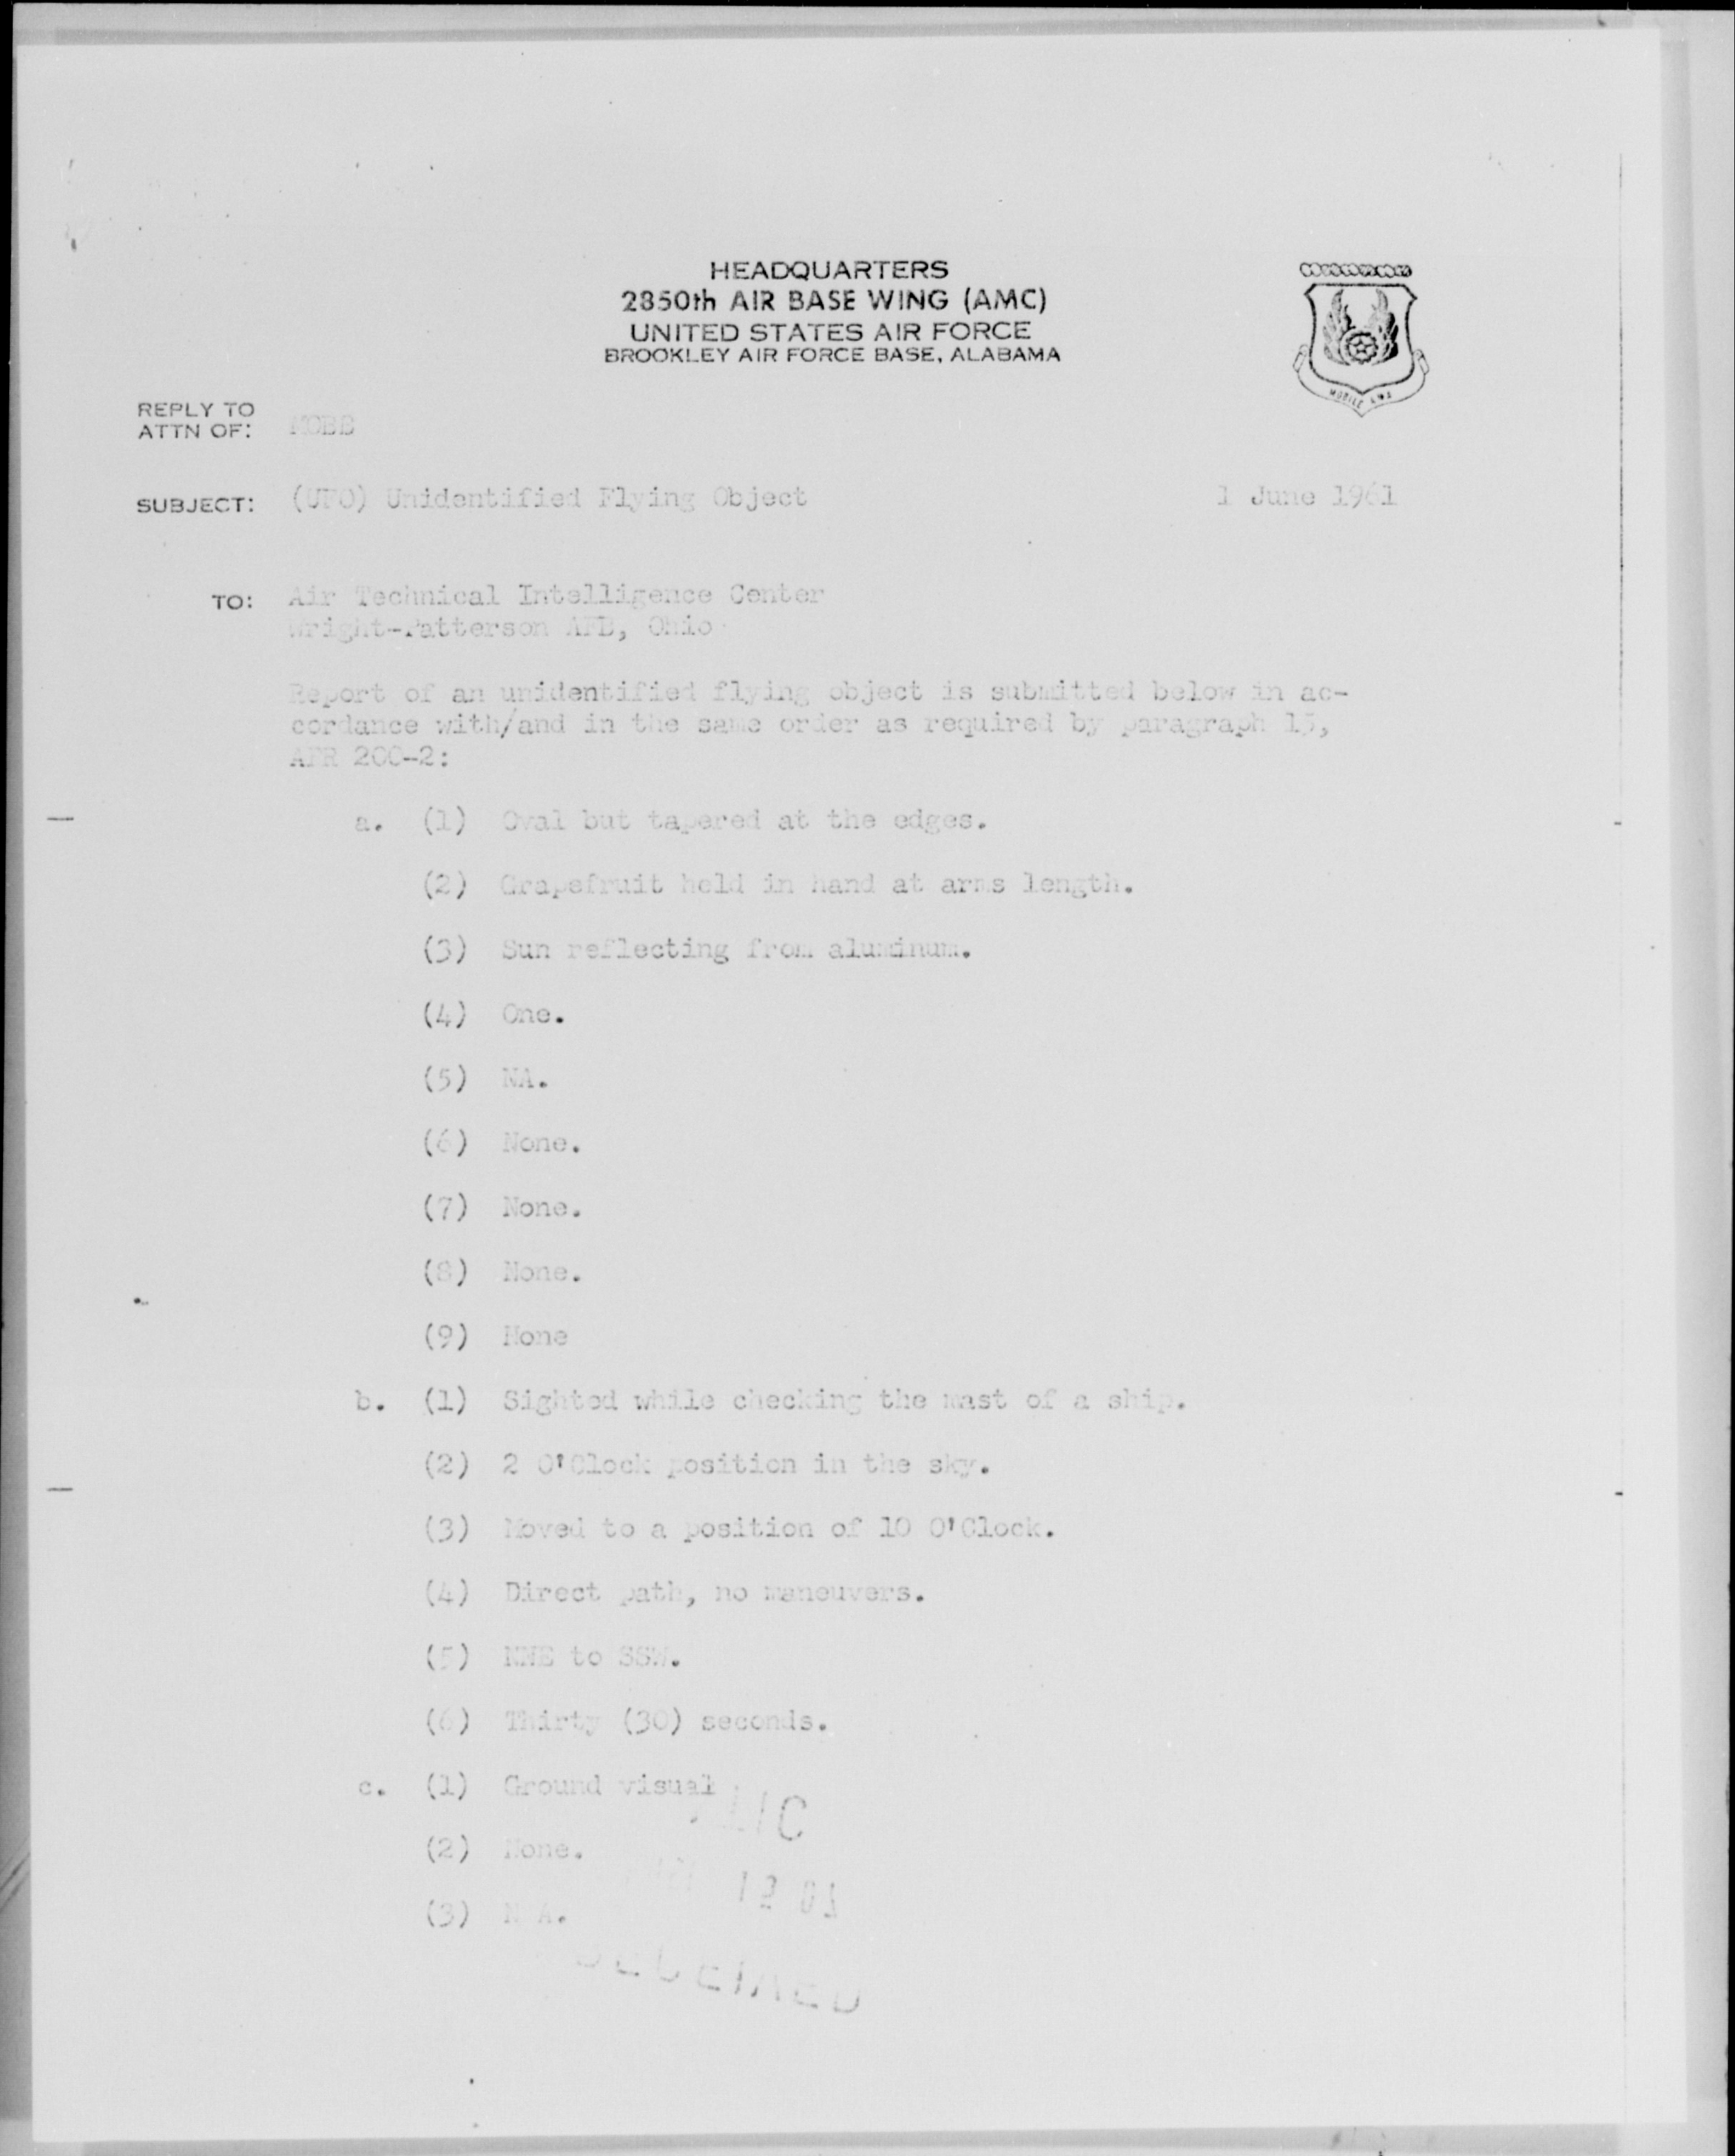 HEADQUARTERS
2850th AIR BASE WING (AMC)
UNITED STATES AIR FORCE
BROOKLEY AIR FORCE BASE, ALABAMA
MOBILE AMA
REPLY TO
ATTN OF: MOBB
SUBJECT: (UFO) Unidentified Flying Object 1 June 1961
TO: Air Technical Intelligence Center
Wright-Patterson AFB, Ohio
Report of an unidentified flying object is submitted below in ac-
cordance with/and in the same order as required by paragraph 15,
AFR 200-2:
a. (1) Oval but tapered at the edges.
(2) Grapefruit held in hand at arms length.
(3) Sun reflecting from aluminum.
(4) One.
(5) NA.
(6) None.
(7) None.
(8) None.
(9) None
b. (1) Sighted while checking the mast of a ship.
(2) 2 O'Clock position in the sky.
(3) Moved to a position of 10 O'Clock.
(4) Direct path, no maneuvers.
(5) NNE to SSW.
(6) Thirty (30) seconds.
c. (1) Ground visual
(2) None.
(3) N A.
RECEIVED